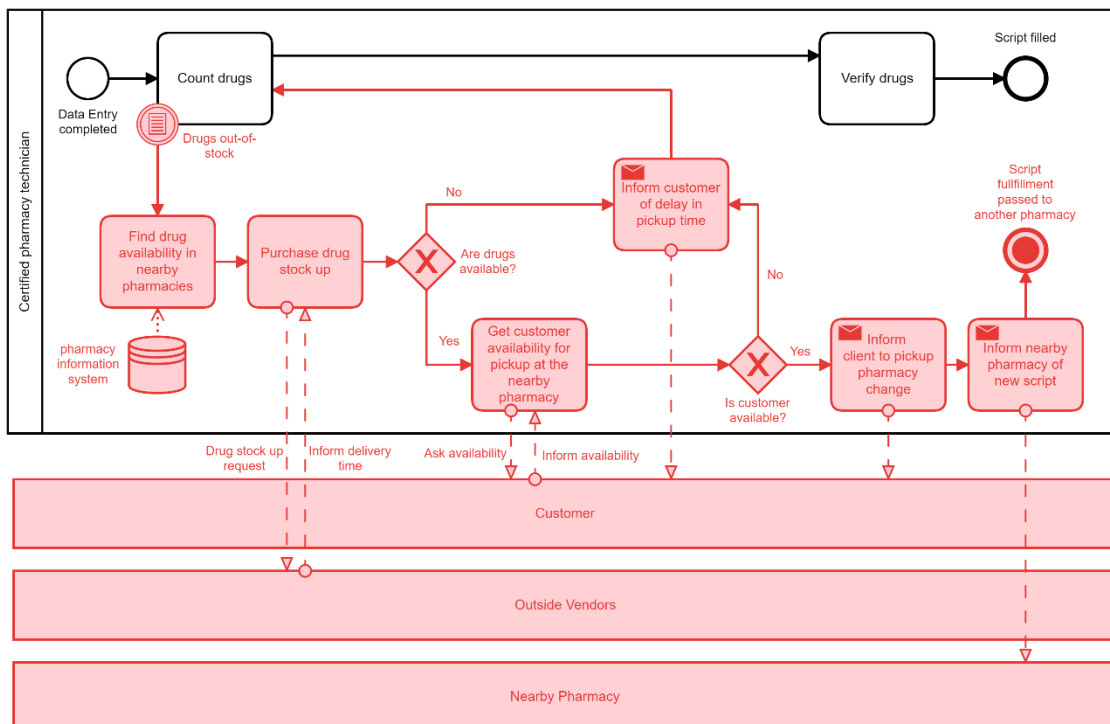 Certified pharmacy technician
Data Entry
completed
Count drugs
Verify drugs
Script filled
Drugs out-of-
stock
Find drug
availability in
nearby
pharmacies
Purchase drug
stock up
Are drugs
available?
No
Yes
Inform customer
of delay in
pickup time
Script
fullfillment
passed to
another pharmacy
pharmacy
information
system
Get customer
availability for
pickup at the
nearby
pharmacy
No
Yes
Is customer
available?
Inform
client to pickup
pharmacy
change
Inform nearby
pharmacy of
new script
Drug stock up
request
Inform delivery
time
Ask availability
Inform availability
Customer
Outside Vendors
Nearby Pharmacy